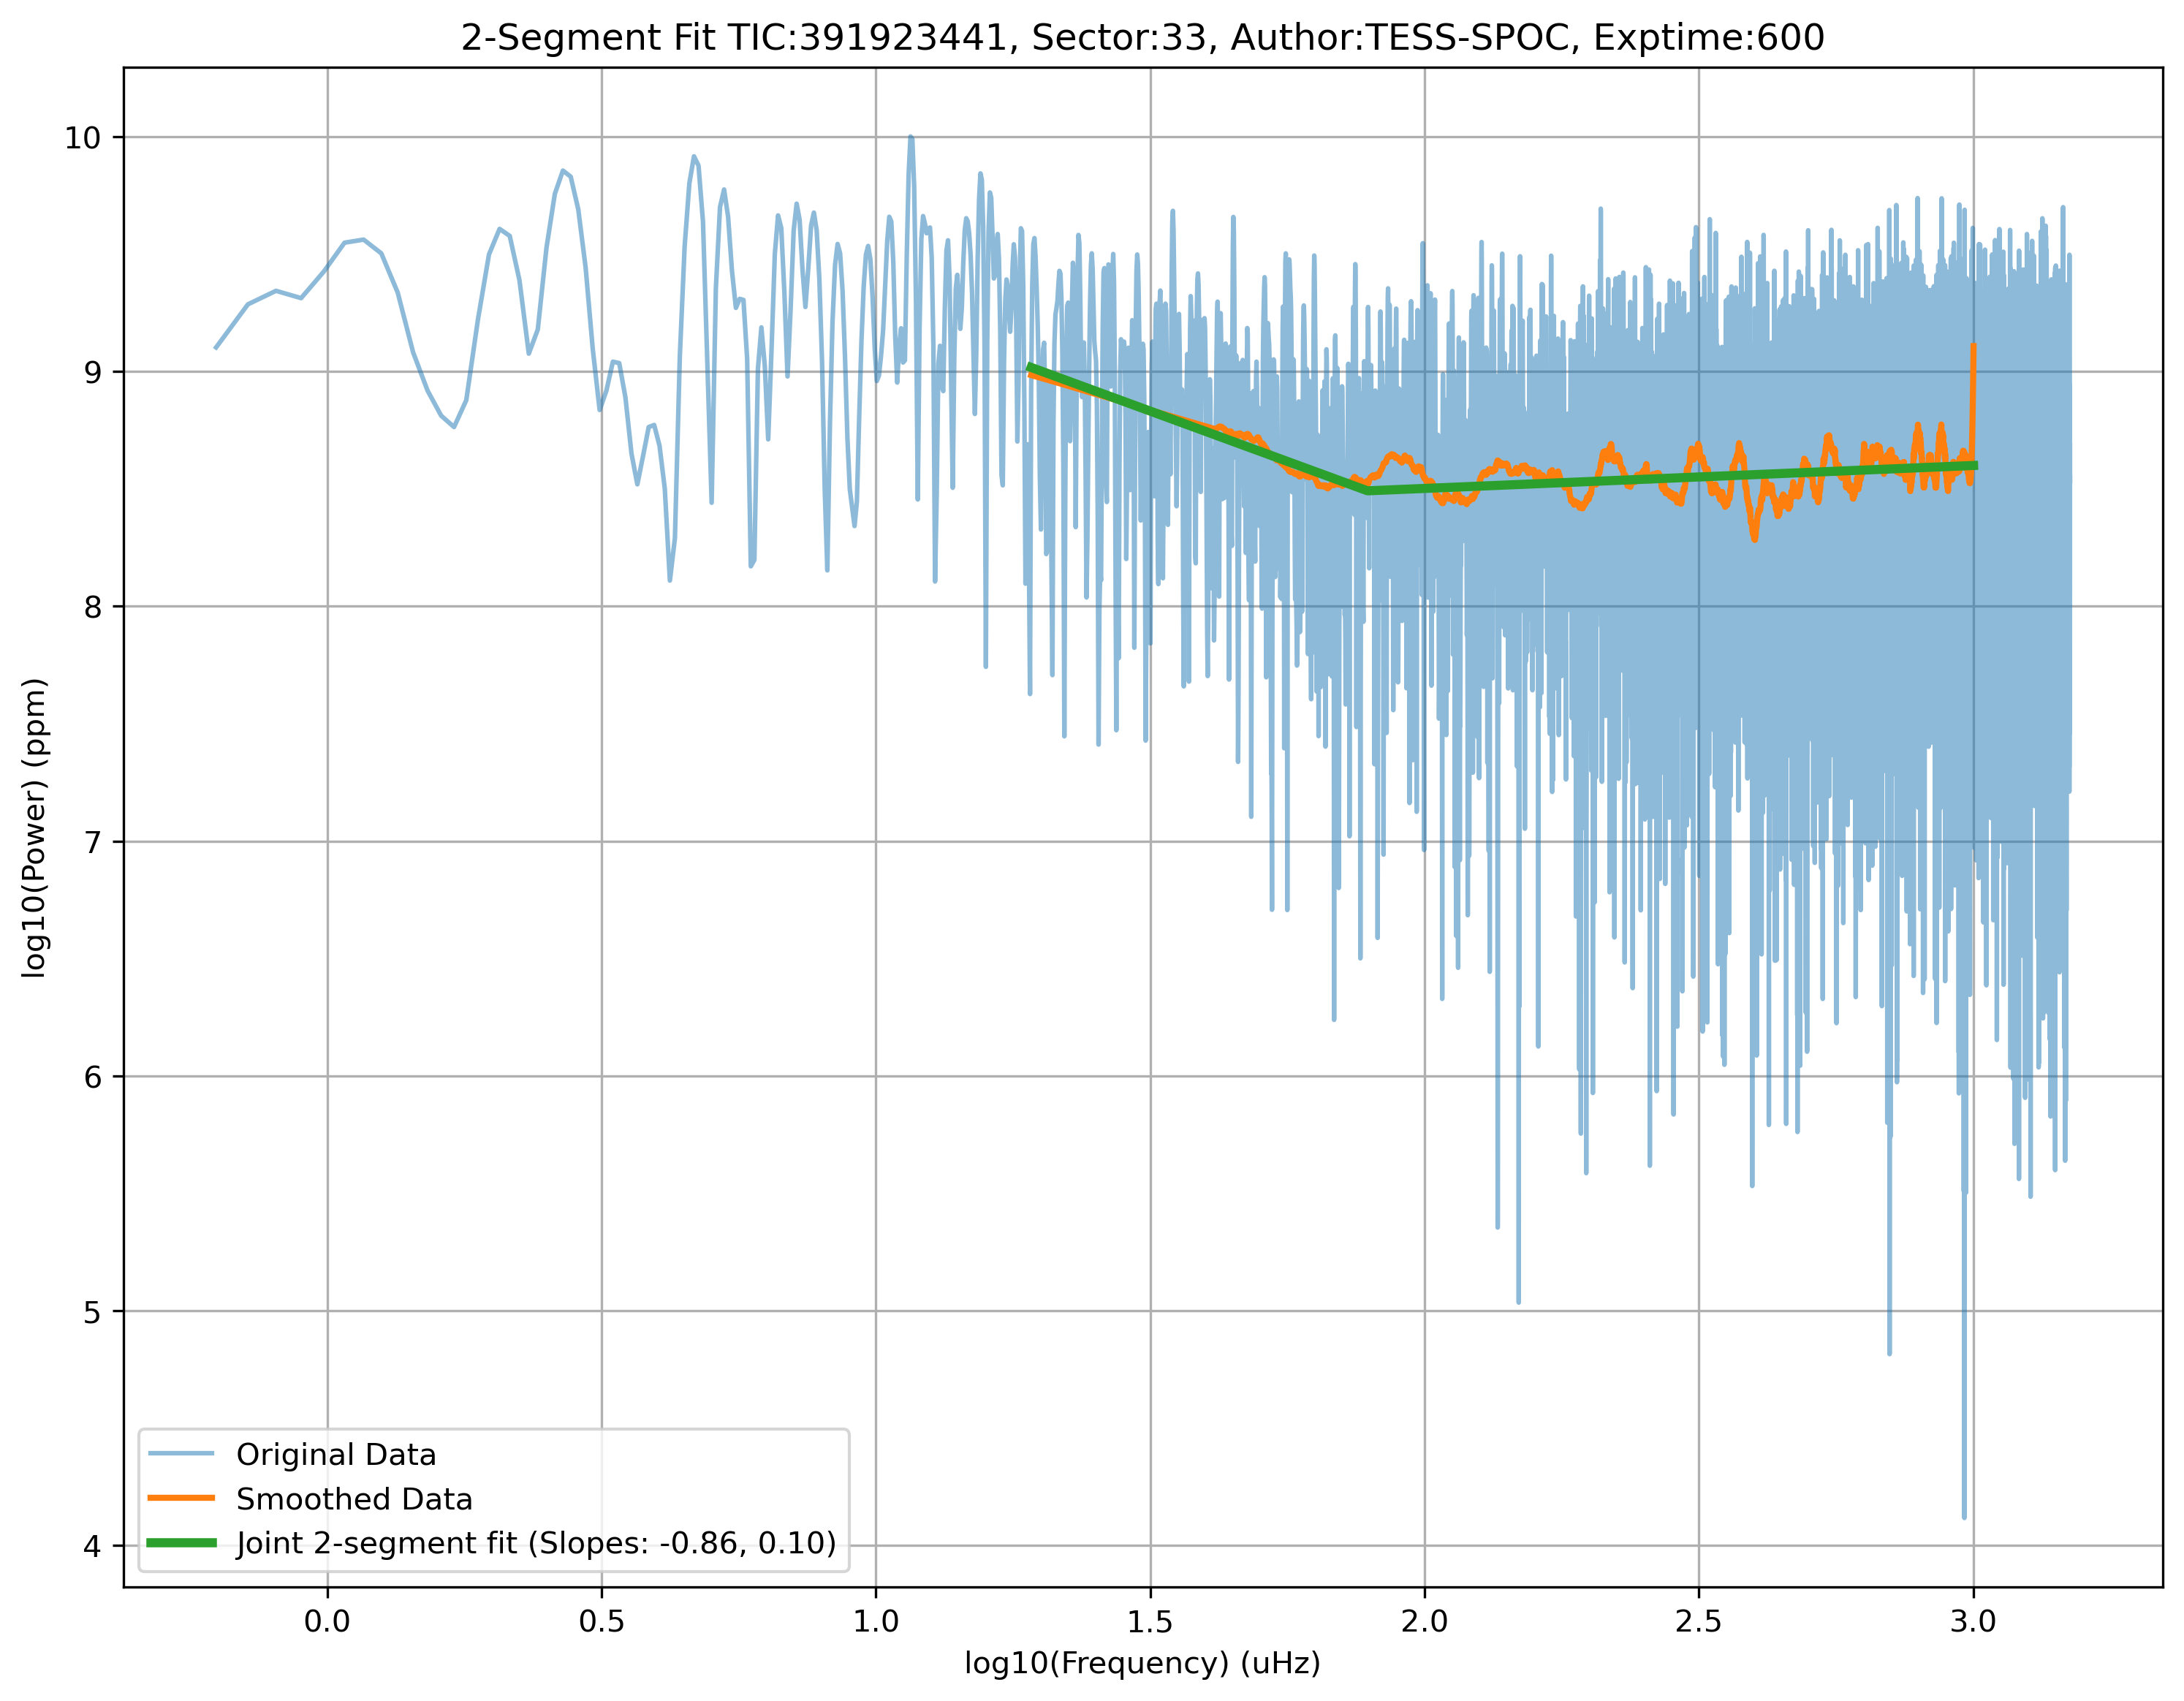 2-Segment Fit TIC:391923441, Sector:33, Author:TESS-SPOC, Exptime:600
10
9
8
7
6
5
4
log10(Power) (ppm)
Original Data
Smoothed Data
Joint 2-segment fit (Slopes: -0.86, 0.10)
0.0 0.5 1.0 1.5 2.0 2.5 3.0
log10(Frequency) (uHz)